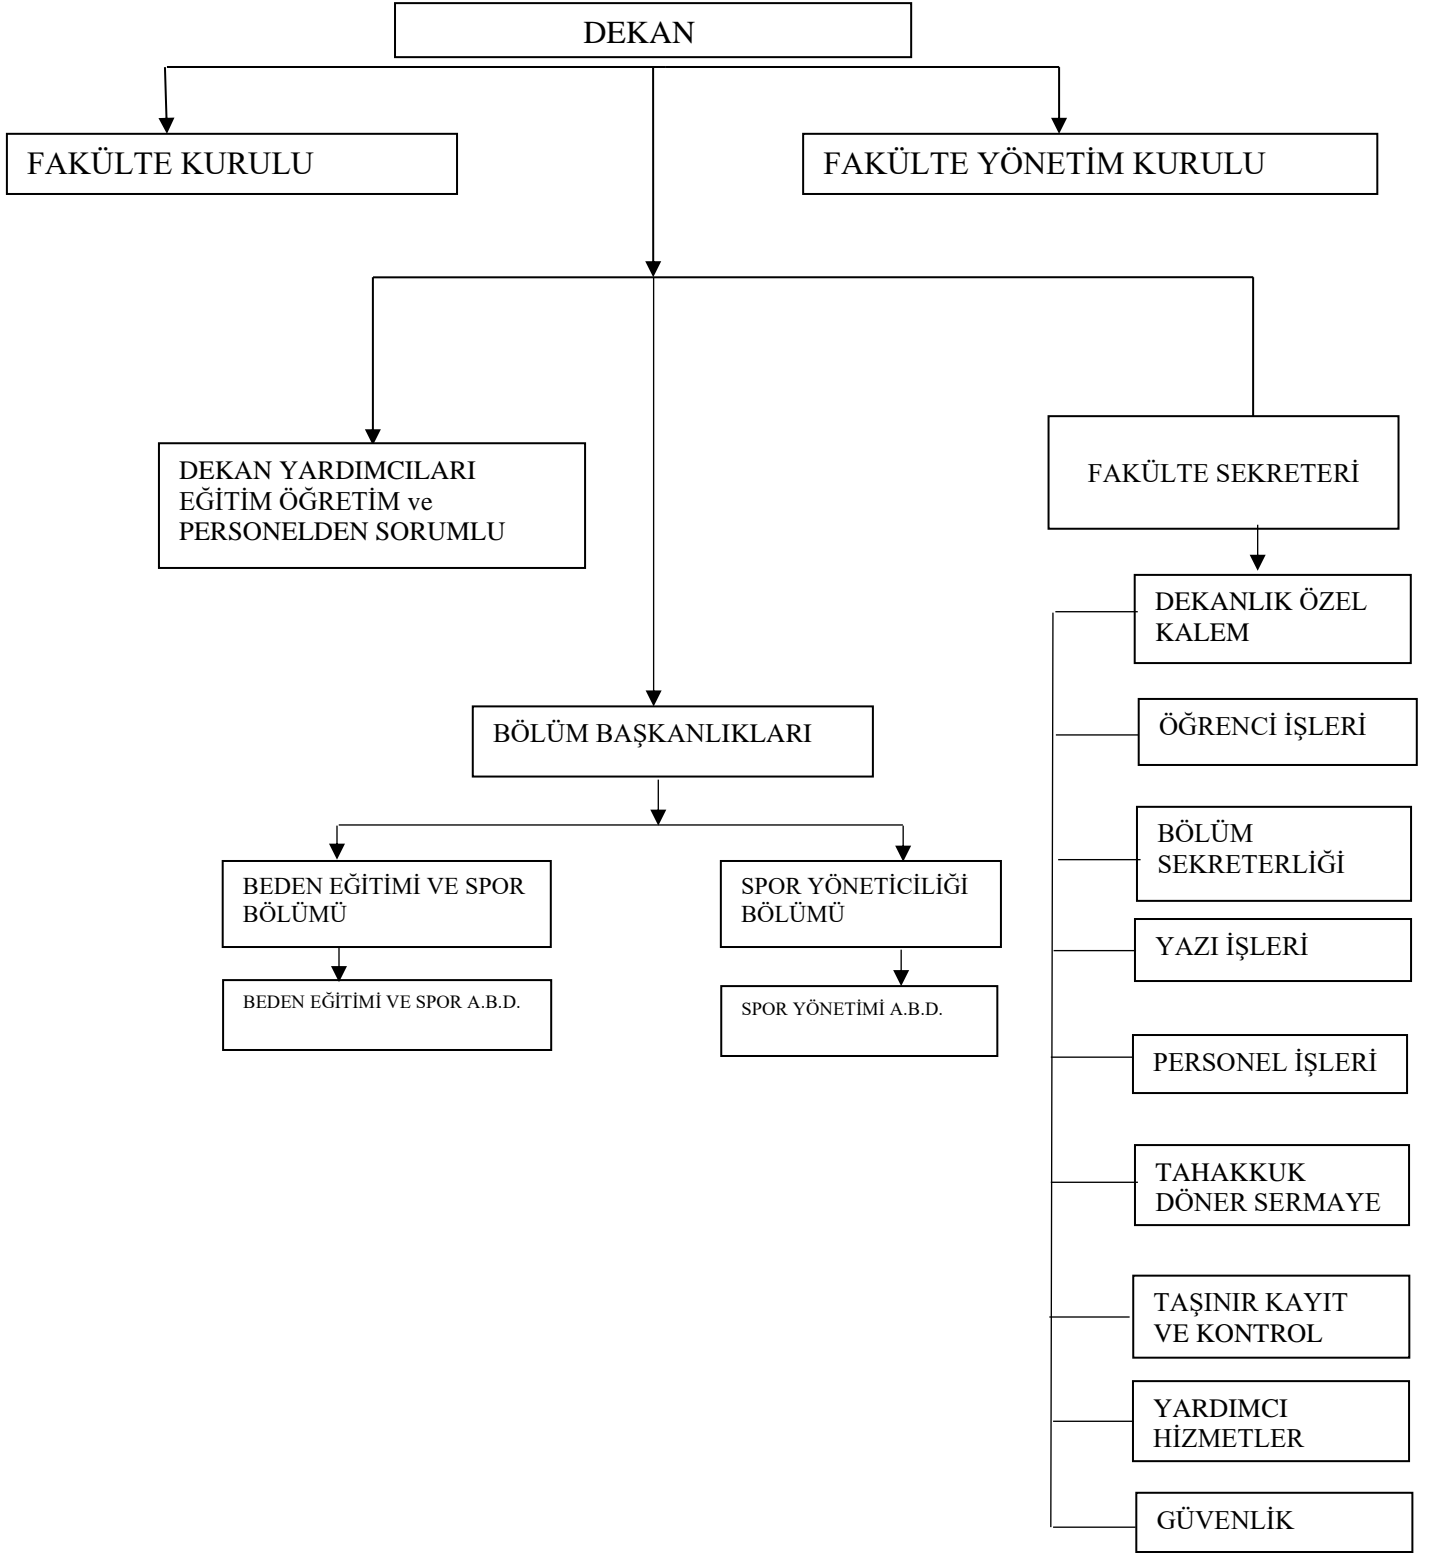 DEKAN
FAKÜLTE KURULU
FAKÜLTE YÖNETİM KURULU
DEKAN YARDIMCILARI
EĞİTİM ÖĞRETİM ve
PERSONELDEN SORUMLU
FAKÜLTE SEKRETERİ
BÖLÜM BAŞKANLIKLARI
BEDEN EĞİTİMİ VE SPOR
BÖLÜMÜ
SPOR YÖNETİCİLİĞİ
BÖLÜMÜ
BEDEN EĞİTİMİ VE SPOR A.B.D.
SPOR YÖNETİMİ A.B.D.
DEKANLIK ÖZEL
KALEM
ÖĞRENCİ İŞLERİ
BÖLÜM
SEKRETERLİĞİ
YAZI İŞLERİ
PERSONEL İŞLERİ
TAHAKKUK
DÖNER SERMAYE
TAŞINIR KAYIT
VE KONTROL
YARDIMCI
HİZMETLER
GÜVENLİK